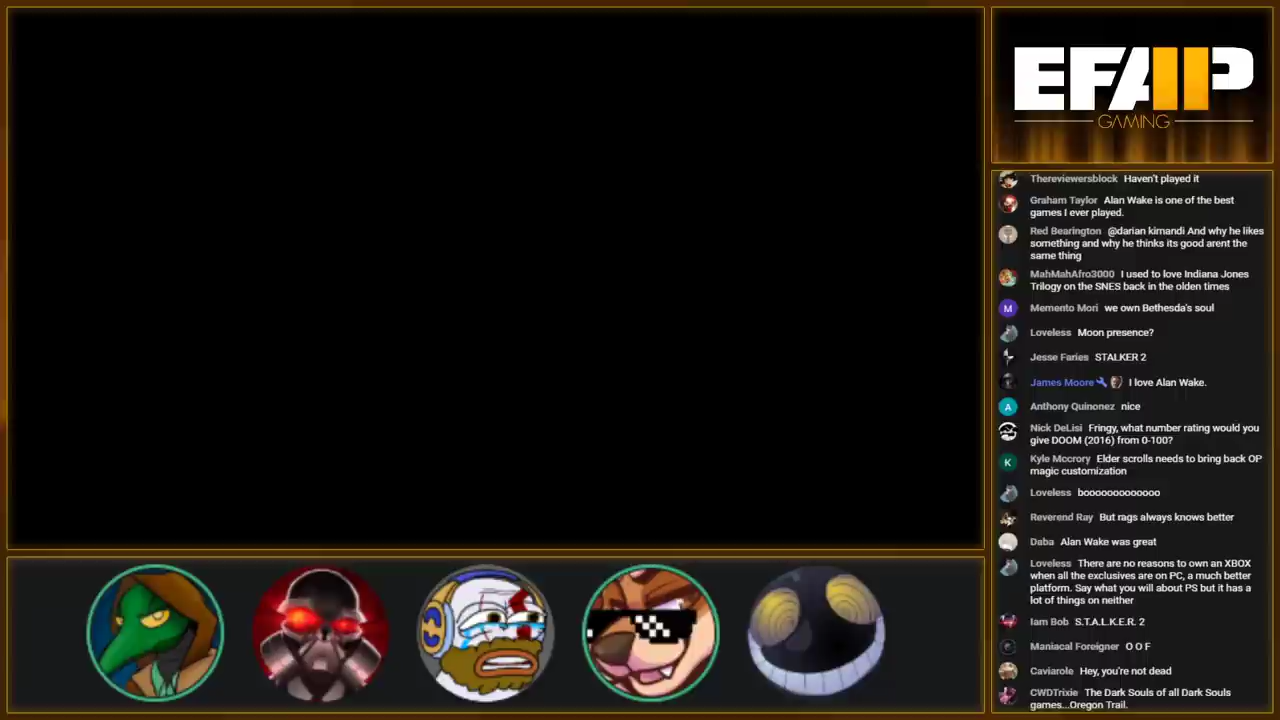 EFAP
GAMING
Thereviewersblock Haven't played it
Graham Taylor Alan Wake is one of the best
games I ever played.
Red Bearington @darian kimandi And why he likes
something and why he thinks its good arent the
same thing
MahMahAfro3000 I used to love Indiana Jones
Trilogy on the SNES back in the olden times
M Memento Mori we own Bethesda's soul
Loveless Moon presence?
Jesse Faries STALKER 2
James Moore I love Alan Wake.
A Anthony Quinonez nice
Nick DeLisi Fringy, what number rating would you
give DOOM (2016) from 0-100?
K Kyle Mccrory Elder scrolls needs to bring back OP
magic customization
Loveless booooooooooooo
Reverend Ray But rags always knows better
Daba Alan Wake was great
Loveless There are no reasons to own an XBOX
when all the exclusives are on PC, a much better
platform. Say what you will about PS but it has a
lot of things on neither
Iam Bob S.T.A.L.K.E.R. 2
Maniacal Foreigner O O F
Caviarole Hey, you're not dead
CWDTrixie The Dark Souls of all Dark Souls
games...Oregon Trail.